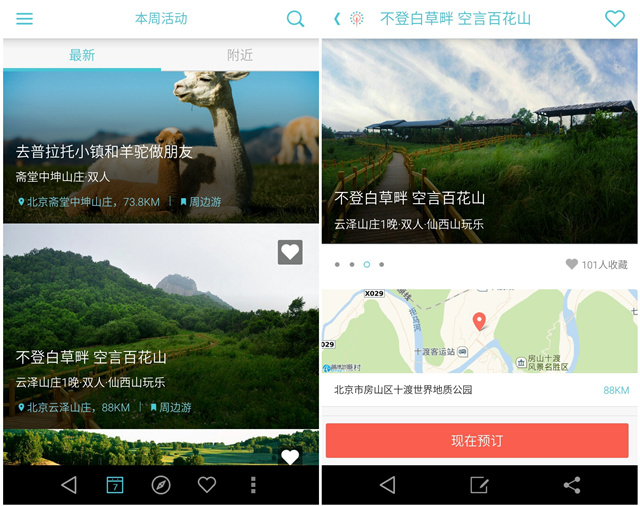 本周活动
最新
附近
去普拉托小镇和羊驼做朋友
斋堂中坤山庄·双人
北京斋堂中坤山庄，73.8KM | 周边游
不登白草畔 空言百花山
云泽山庄1晚·双人·仙西山玩乐
北京云泽山庄，88KM | 周边游
7
不登白草畔 空言百花山
不登白草畔 空言百花山
云泽山庄1晚·双人·仙西山玩乐
101人收藏
X029
029
十渡客运站
房山十渡
风景名胜区
北京市房山区十渡世界地质公园
88KM
现在预订